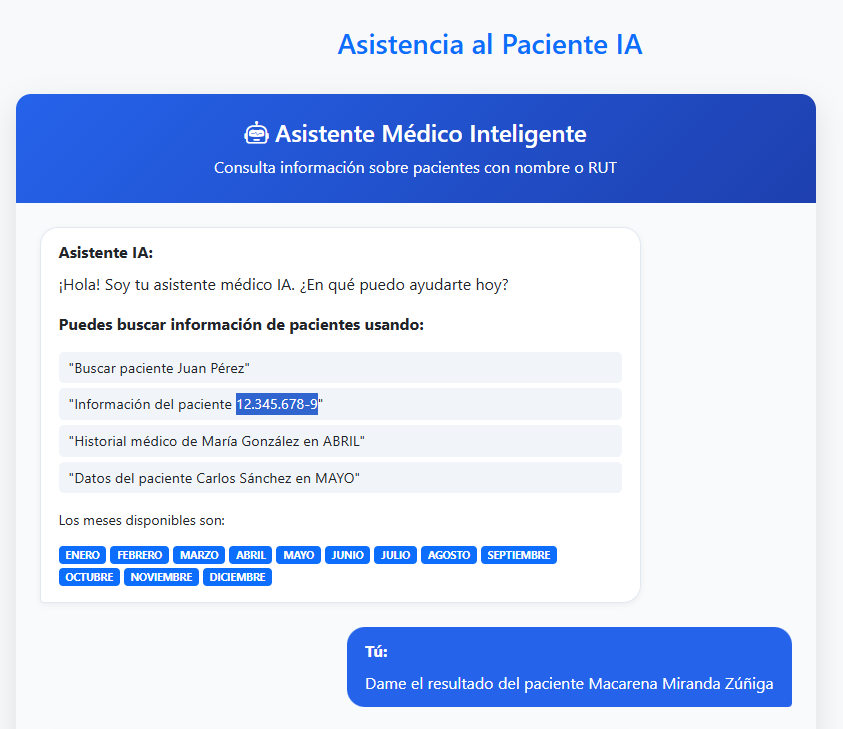 Asistencia al Paciente IA
Asistente Médico Inteligente
Consulta información sobre pacientes con nombre o RUT
Asistente IA:
¡Hola! Soy tu asistente médico IA. ¿En qué puedo ayudarte hoy?
Puedes buscar información de pacientes usando:
"Buscar paciente Juan Pérez"
"Información del paciente 12.345.678-9"
"Historial médico de María González en ABRIL"
"Datos del paciente Carlos Sánchez en MAYO"
Los meses disponibles son:
ENERO FEBRERO MARZO ABRIL MAYO JUNIO JULIO AGOSTO SEPTIEMBRE
OCTUBRE NOVIEMBRE DICIEMBRE
Tú:
Dame el resultado del paciente Macarena Miranda Zúñiga